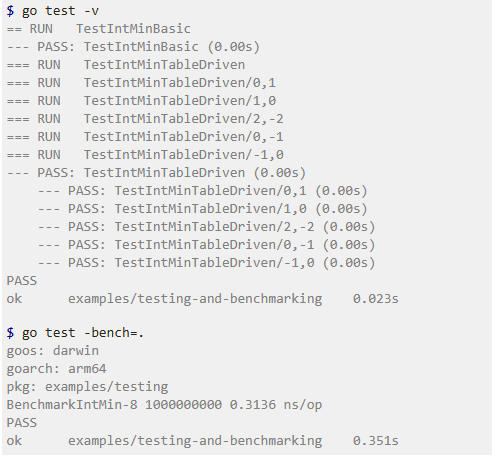 $ go test -v
== RUN   TestIntMinBasic
--- PASS: TestIntMinBasic (0.00s)
=== RUN   TestIntMinTableDriven
=== RUN   TestIntMinTableDriven/0,1
=== RUN   TestIntMinTableDriven/1,0
=== RUN   TestIntMinTableDriven/2,-2
=== RUN   TestIntMinTableDriven/0,-1
=== RUN   TestIntMinTableDriven/-1,0
--- PASS: TestIntMinTableDriven (0.00s)
    --- PASS: TestIntMinTableDriven/0,1 (0.00s)
    --- PASS: TestIntMinTableDriven/1,0 (0.00s)
    --- PASS: TestIntMinTableDriven/2,-2 (0.00s)
    --- PASS: TestIntMinTableDriven/0,-1 (0.00s)
    --- PASS: TestIntMinTableDriven/-1,0 (0.00s)
PASS
ok      examples/testing-and-benchmarking    0.023s
$ go test -bench=.
goos: darwin
goarch: arm64
pkg: examples/testing
BenchmarkIntMin-8 1000000000 0.3136 ns/op
PASS
ok      examples/testing-and-benchmarking    0.351s